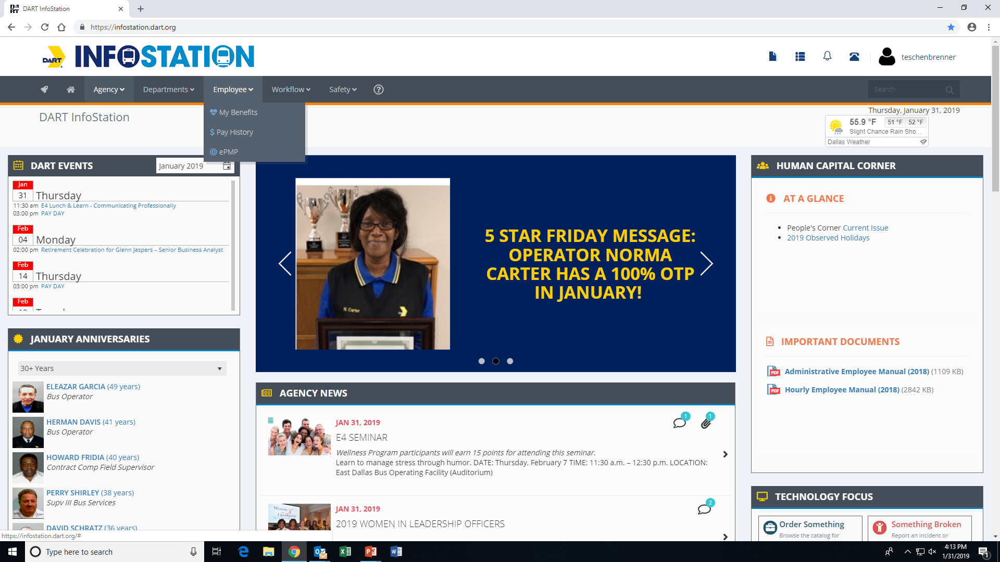 DART InfoStation
https://infostation.dart.org
DART INFOSTATION
teschenbrenner
Agency
Departments
Employee
Workflow
Safety
Search
My Benefits
Pay History
ePMP
DART InfoStation
Thursday, January 31, 2019
55.9 °F 51 °F 52 °F
Slight Chance Rain Sho...
Dallas Weather
DART EVENTS
January 2019
Jan
31 Thursday
11:30 am E4 Lunch & Learn - Communicating Professionally
03:00 pm PAY DAY
Feb
04 Monday
02:00 pm Retirement Celebration for Glenn Jaspers – Senior Business Analyst
Feb
14 Thursday
03:00 pm PAY DAY
Feb
JANUARY ANNIVERSARIES
30+ Years
ELEAZAR GARCIA (49 years)
Bus Operator
HERMAN DAVIS (41 years)
Bus Operator
HOWARD FRIDIA (40 years)
Contract Comp Field Supervisor
PERRY SHIRLEY (38 years)
Supv III Bus Services
DAVID SCHRATZ (36 years)
https://infostation.dart.org/#
N. Carter
5 STAR FRIDAY MESSAGE:
OPERATOR NORMA
CARTER HAS A 100% OTP
IN JANUARY!
AGENCY NEWS
JAN 31, 2019
1
1
E4 SEMINAR
Wellness Program participants will earn 15 points for attending this seminar.
Learn to manage stress through humor. DATE: Thursday, February 7 TIME: 11:30 a.m. – 12:30 p.m. LOCATION:
East Dallas Bus Operating Facility (Auditorium)
WOMEN
LEADERSHIP
JAN 31, 2019
2
2019 WOMEN IN LEADERSHIP OFFICERS
HUMAN CAPITAL CORNER
AT A GLANCE
People's Corner Current Issue
2019 Observed Holidays
IMPORTANT DOCUMENTS
PDF Administrative Employee Manual (2018) (1109 KB)
PDF Hourly Employee Manual (2018) (2842 KB)
TECHNOLOGY FOCUS
Order Something
Browse the catalog for
Something Broken
Report an incident or
Type here to search
4:13 PM
1/31/2019
1